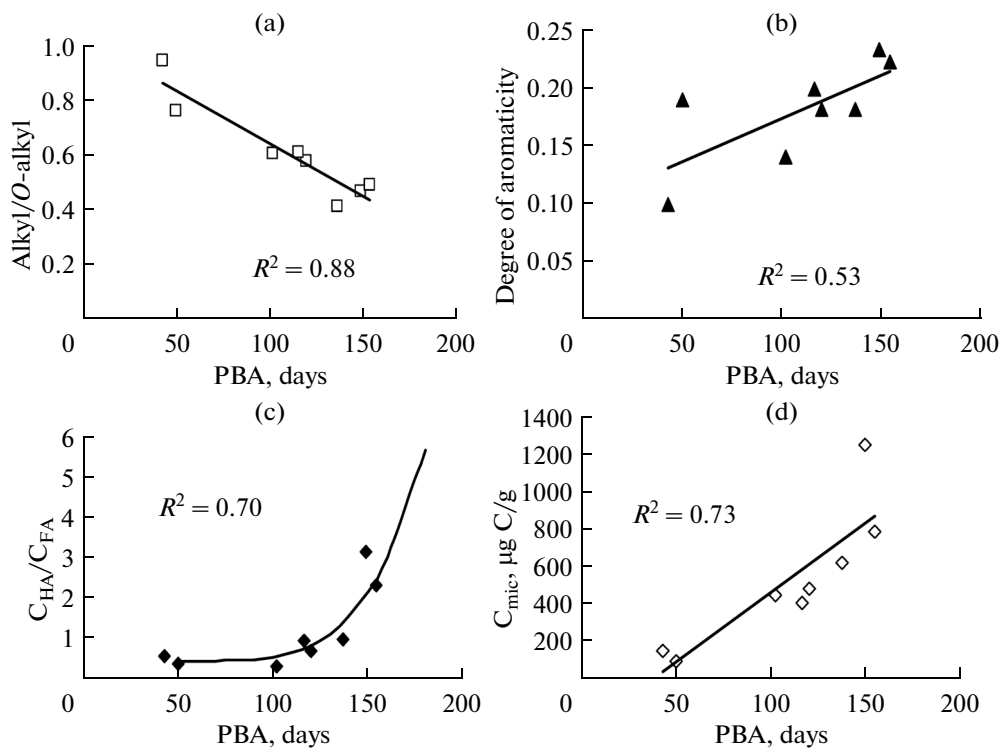 (a)
Alkyl/O-alkyl
1.0
0.8
0.6
0.4
0.2
0
50
100
150
200
R² = 0.88
PBA, days
(b)
Degree of aromaticity
0.25
0.20
0.15
0.10
0.05
0
50
100
150
200
R² = 0.53
PBA, days
(c)
C_HA/C_FA
6
5
4
3
2
1
0
50
100
150
200
R² = 0.70
PBA, days
(d)
C_mic, μg C/g
1400
1200
1000
800
600
400
200
0
50
100
150
200
R² = 0.73
PBA, days